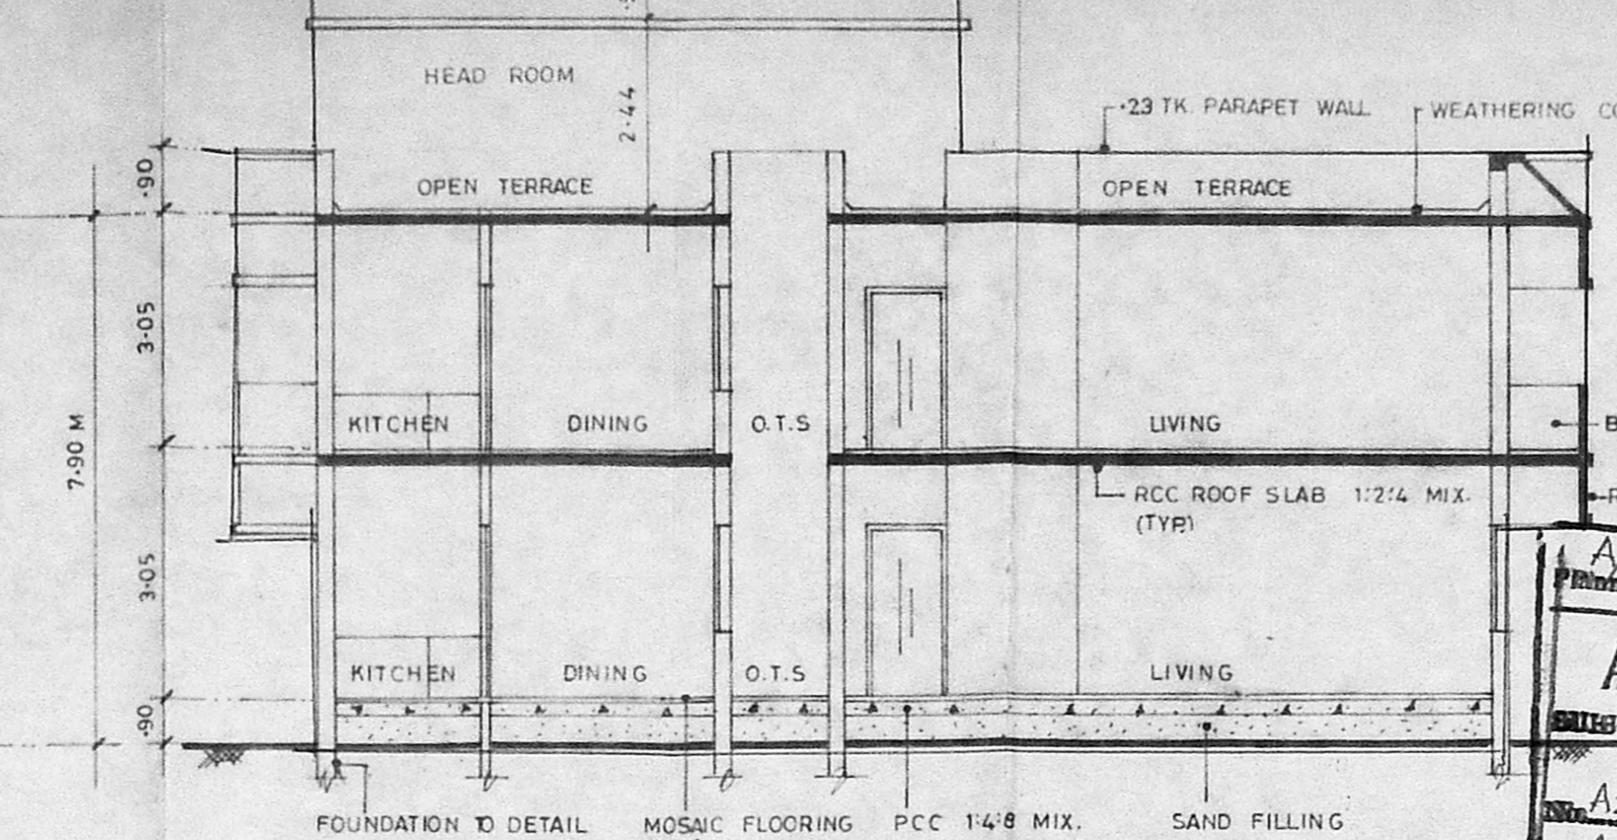 HEAD ROOM
2·44
·23 TK. PARAPET WALL
WEATHERING
·90
OPEN TERRACE
OPEN TERRACE
3·05
7·90 M
KITCHEN
DINING
O.T.S
LIVING
B
RCC ROOF SLAB 1:2:4 MIX.
(TYP)
3·05
KITCHEN
DINING
O.T.S
LIVING
·90
FOUNDATION TO DETAIL
MOSAIC FLOORING
PCC 1:4:8 MIX.
SAND FILLING